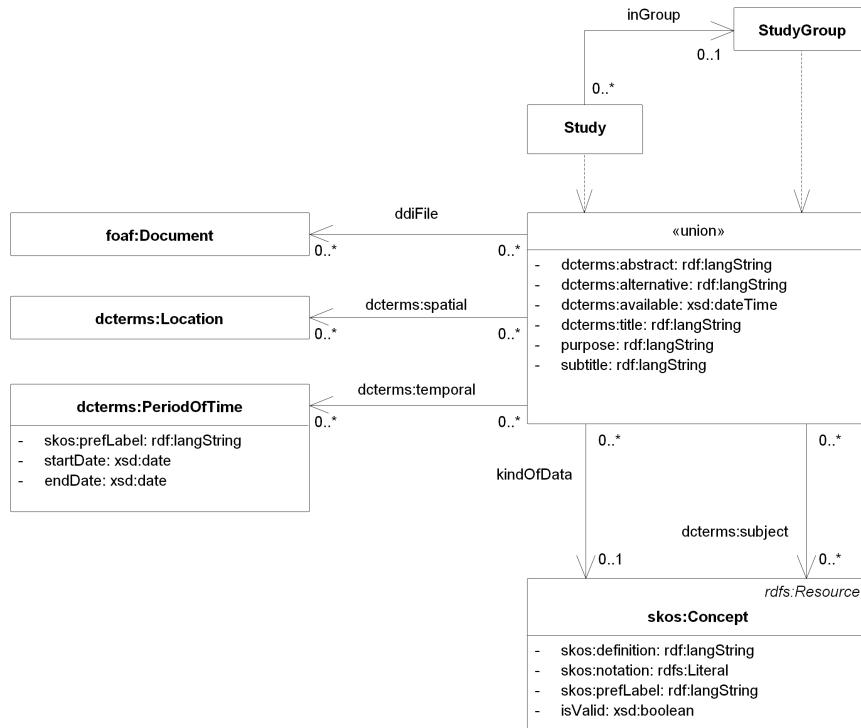 inGroup
StudyGroup
0..1
0..*
Study
ddiFile
foaf:Document
0..*
0..*
«union»
- dcterms:abstract: rdf:langString
- dcterms:alternative: rdf:langString
- dcterms:available: xsd:dateTime
- dcterms:title: rdf:langString
- purpose: rdf:langString
- subtitle: rdf:langString
dcterms:spatial
dcterms:Location
0..*
0..*
dcterms:temporal
dcterms:PeriodOfTime
0..*
0..*
- skos:prefLabel: rdf:langString
- startDate: xsd:date
- endDate: xsd:date
0..*
0..*
kindOfData
dcterms:subject
0..1
0..*
rdfs:Resource
skos:Concept
- skos:definition: rdf:langString
- skos:notation: rdfs:Literal
- skos:prefLabel: rdf:langString
- isValid: xsd:boolean